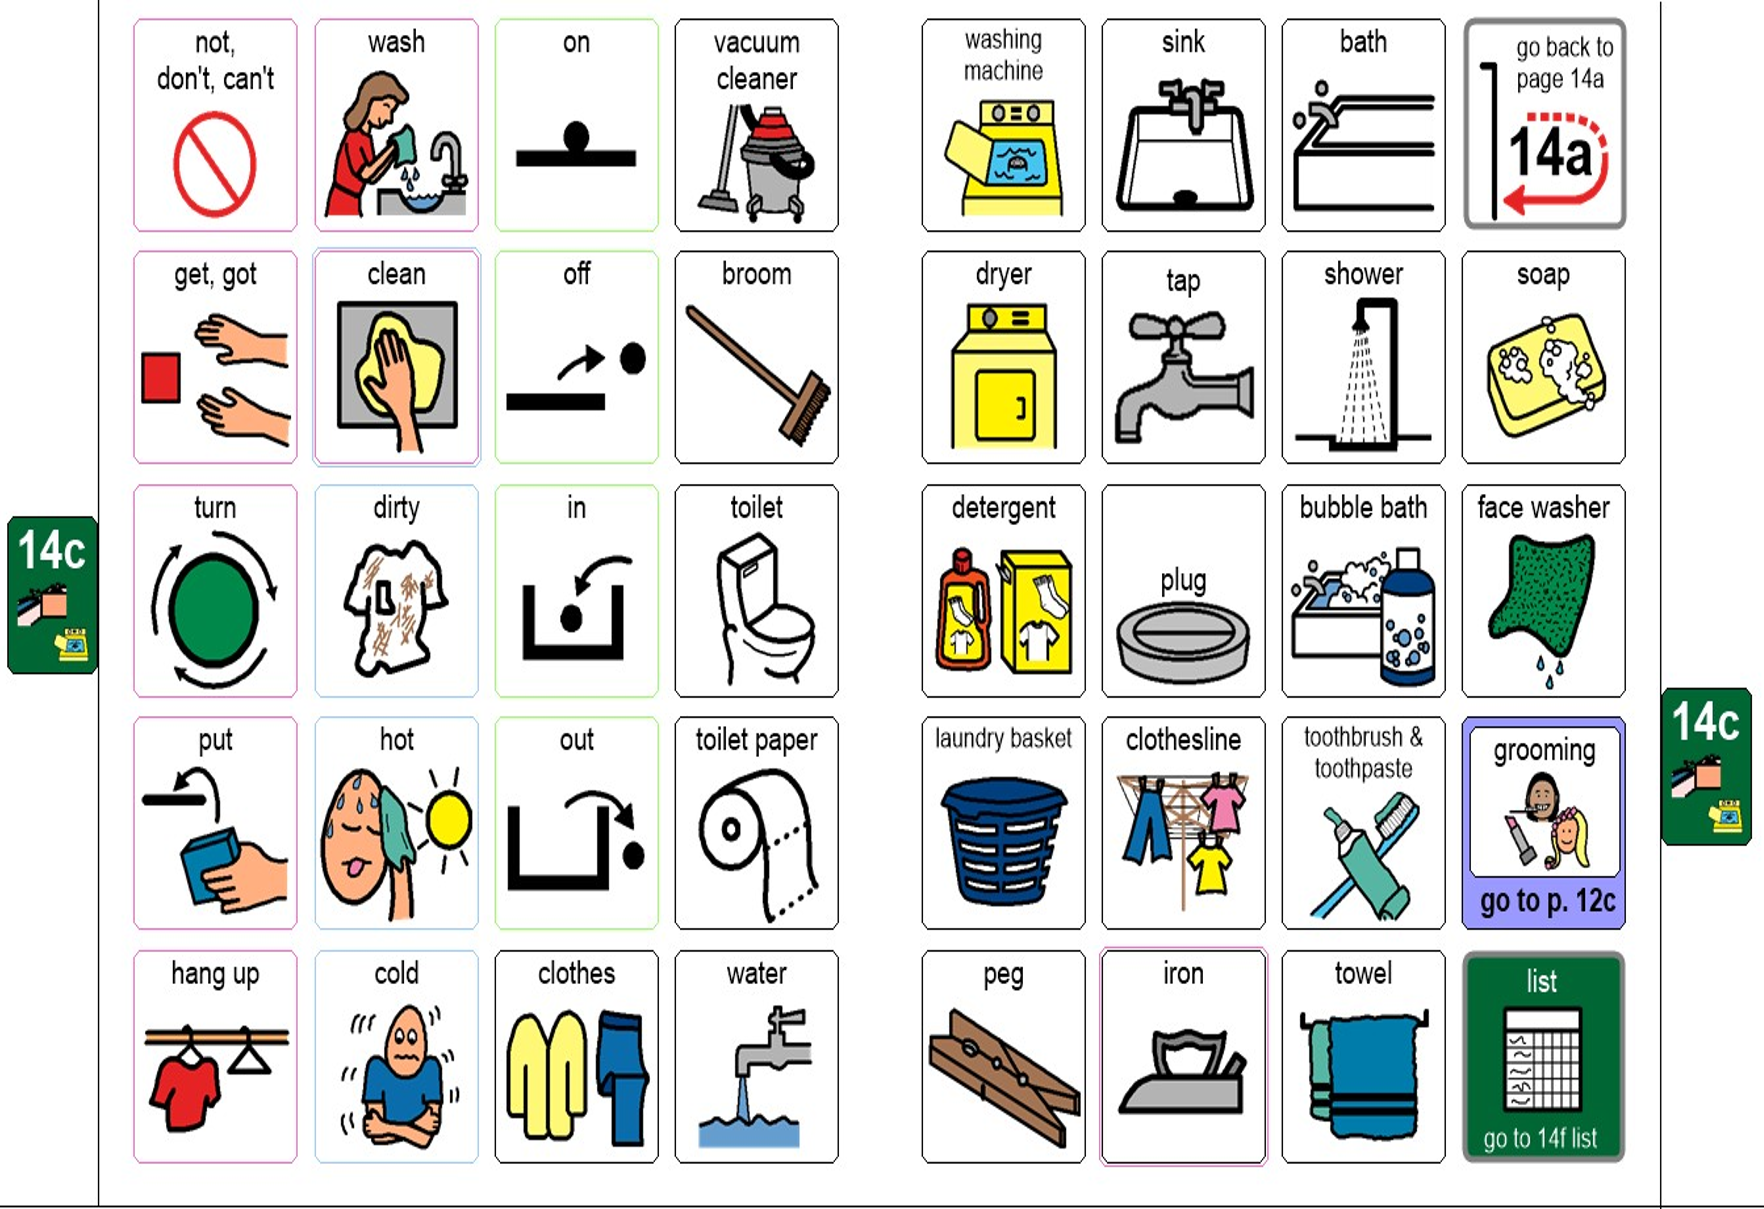 not,
don't, can't
wash
on
vacuum
cleaner
washing
machine
sink
bath
go back to
page 14a
14a
get, got
clean
off
broom
dryer
tap
shower
soap
14c
turn
dirty
in
toilet
detergent
plug
bubble bath
face washer
put
hot
out
toilet paper
laundry basket
clothesline
toothbrush &
toothpaste
grooming
go to p. 12c
14c
hang up
cold
clothes
water
peg
iron
towel
list
go to 14f list